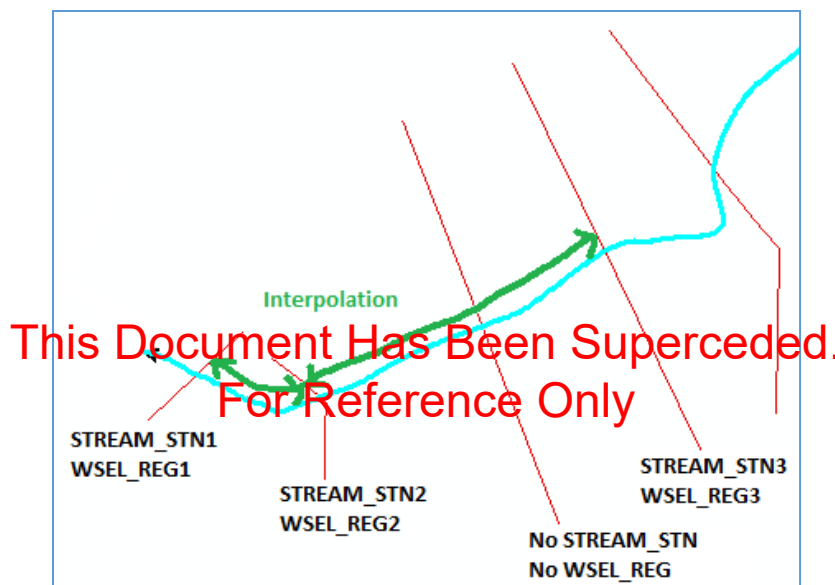 Interpolation
This Document Has Been Superceded.
For Reference Only
STREAM_STN1
WSEL_REG1
STREAM_STN2
WSEL_REG2
STREAM_STN3
WSEL_REG3
No STREAM_STN
No WSEL_REG